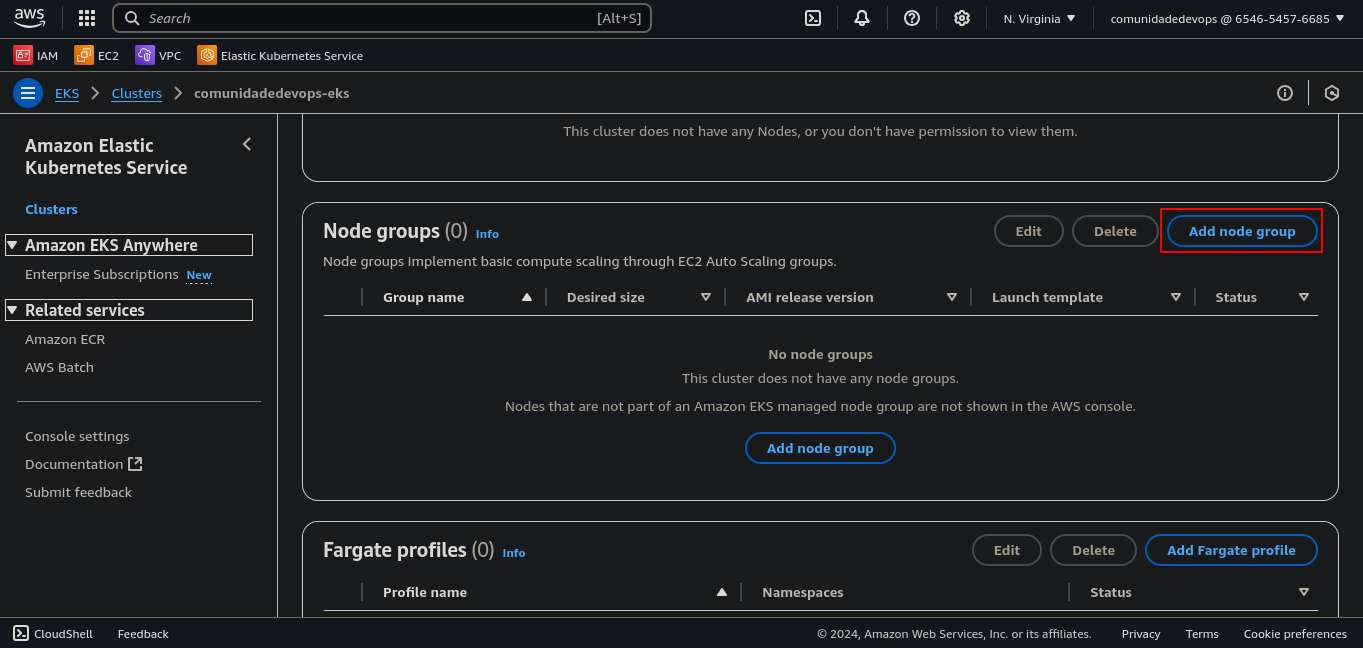 aws Search [Alt+S] N. Virginia comunidadedevops @ 6546-5457-6685
IAM EC2 VPC Elastic Kubernetes Service
EKS Clusters comunidadedevops-eks
Amazon Elastic
Kubernetes Service
Clusters
Amazon EKS Anywhere
Enterprise Subscriptions New
Related services
Amazon ECR
AWS Batch
Console settings
Documentation
Submit feedback
This cluster does not have any Nodes, or you don't have permission to view them.
Node groups (0) Info Edit Delete Add node group
Node groups implement basic compute scaling through EC2 Auto Scaling groups.
Group name Desired size AMI release version Launch template Status
No node groups
This cluster does not have any node groups.
Nodes that are not part of an Amazon EKS managed node group are not shown in the AWS console.
Add node group
Fargate profiles (0) Info Edit Delete Add Fargate profile
Profile name Namespaces Status
CloudShell Feedback © 2024, Amazon Web Services, Inc. or its affiliates. Privacy Terms Cookie preferences